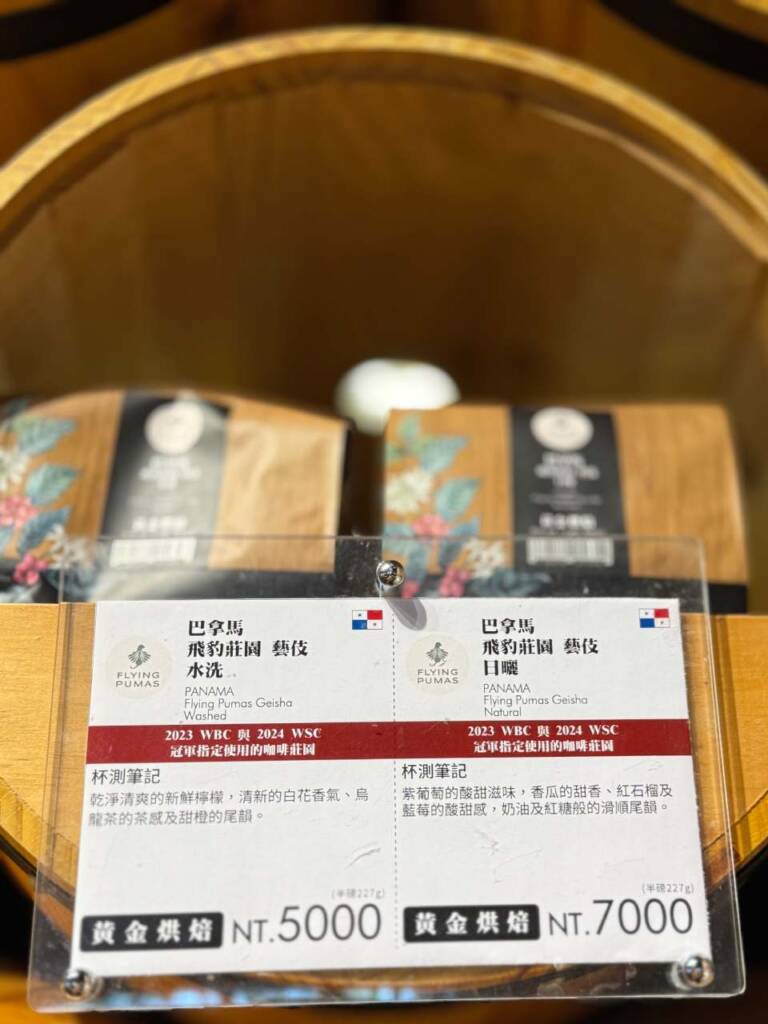 FLYING
PUMAS
巴拿馬
飛豹莊園 藝伎
水洗
PANAMA
Flying Pumas Geisha
Washed
2023 WBC 與 2024 WSC
冠軍指定使用的咖啡莊園
杯測筆記
乾淨清爽的新鮮檸檬，清新的白花香氣、烏
龍茶的茶感及甜橙的尾韻。
(半磅227g)
黃金烘焙 NT.5000
FLYING
PUMAS
巴拿馬
飛豹莊園 藝伎
日曬
PANAMA
Flying Pumas Geisha
Natural
2023 WBC 與 2024 WSC
冠軍指定使用的咖啡莊園
杯測筆記
紫葡萄的酸甜滋味，香瓜的甜香、紅石榴及
藍莓的酸甜感，奶油及紅糖般的滑順尾韻。
(半磅227g)
黃金烘焙 NT.7000